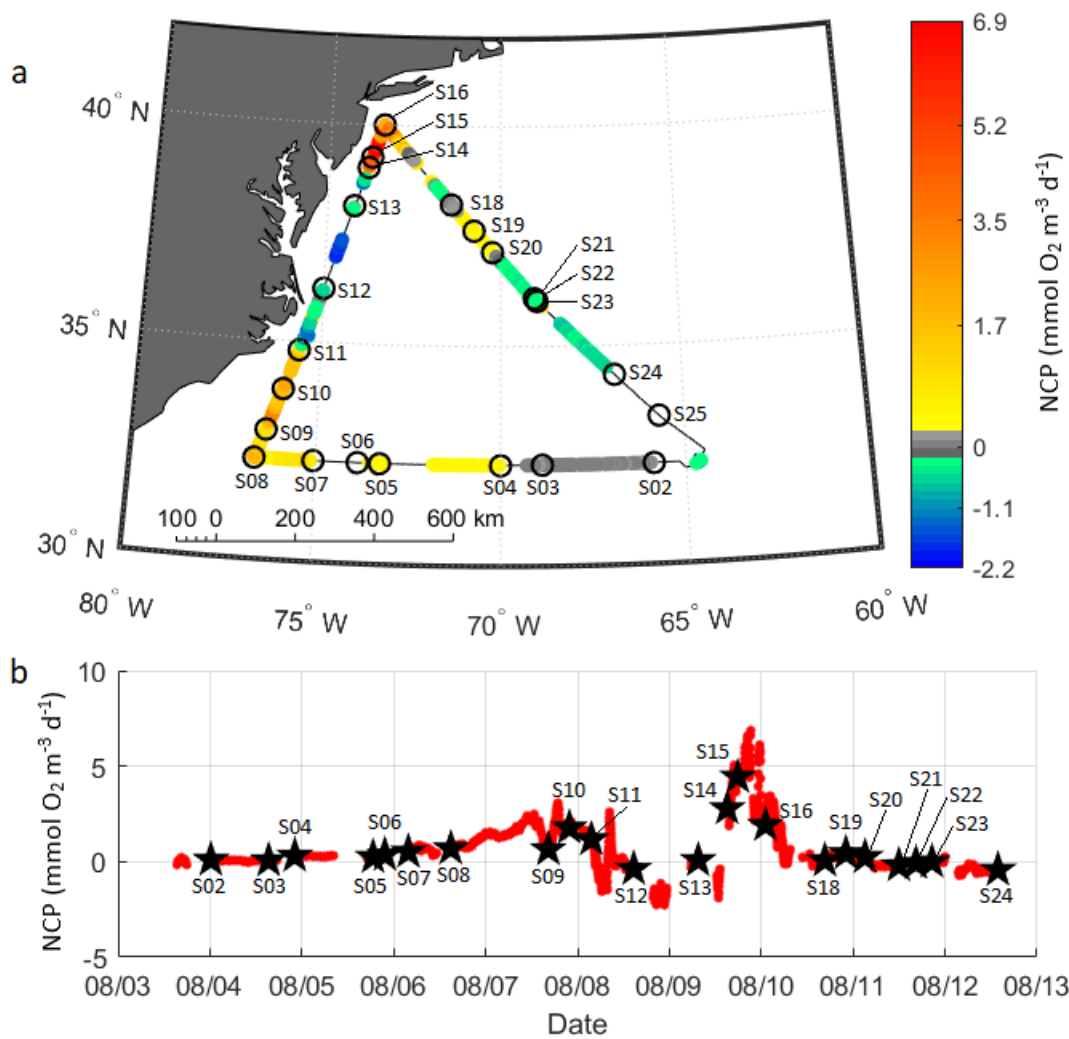 a
40° N
35° N
30° N
80° W
75° W
70° W
65° W
60° W
S16
S15
S14
S13
S12
S11
S10
S09
S08
S07
S06
S05
S04
S03
S02
S18
S19
S20
S21
S22
S23
S24
S25
100 0 200 400 600 km
6.9
5.2
3.5
1.7
0
-1.1
-2.2
NCP (mmol O₂ m⁻³ d⁻¹)
b
NCP (mmol O₂ m⁻³ d⁻¹)
10
5
0
-5
S02
S03
S04
S05
S06
S07
S08
S09
S10
S11
S12
S13
S14
S15
S16
S18
S19
S20
S21
S22
S23
S24
08/03 08/04 08/05 08/06 08/07 08/08 08/09 08/10 08/11 08/12 08/13
Date